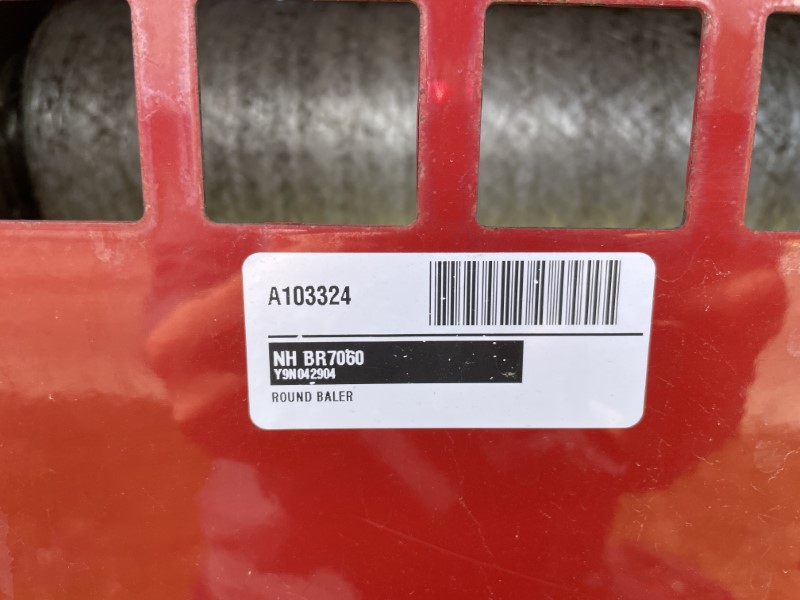 A103324
NH BR7060
Y9N042904
ROUND BALER